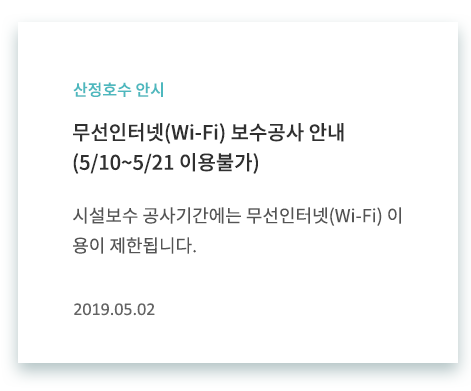 산정호수 안시
무선인터넷(Wi-Fi) 보수공사 안내
(5/10~5/21 이용불가)
시설보수 공사기간에는 무선인터넷(Wi-Fi) 이
용이 제한됩니다.
2019.05.02